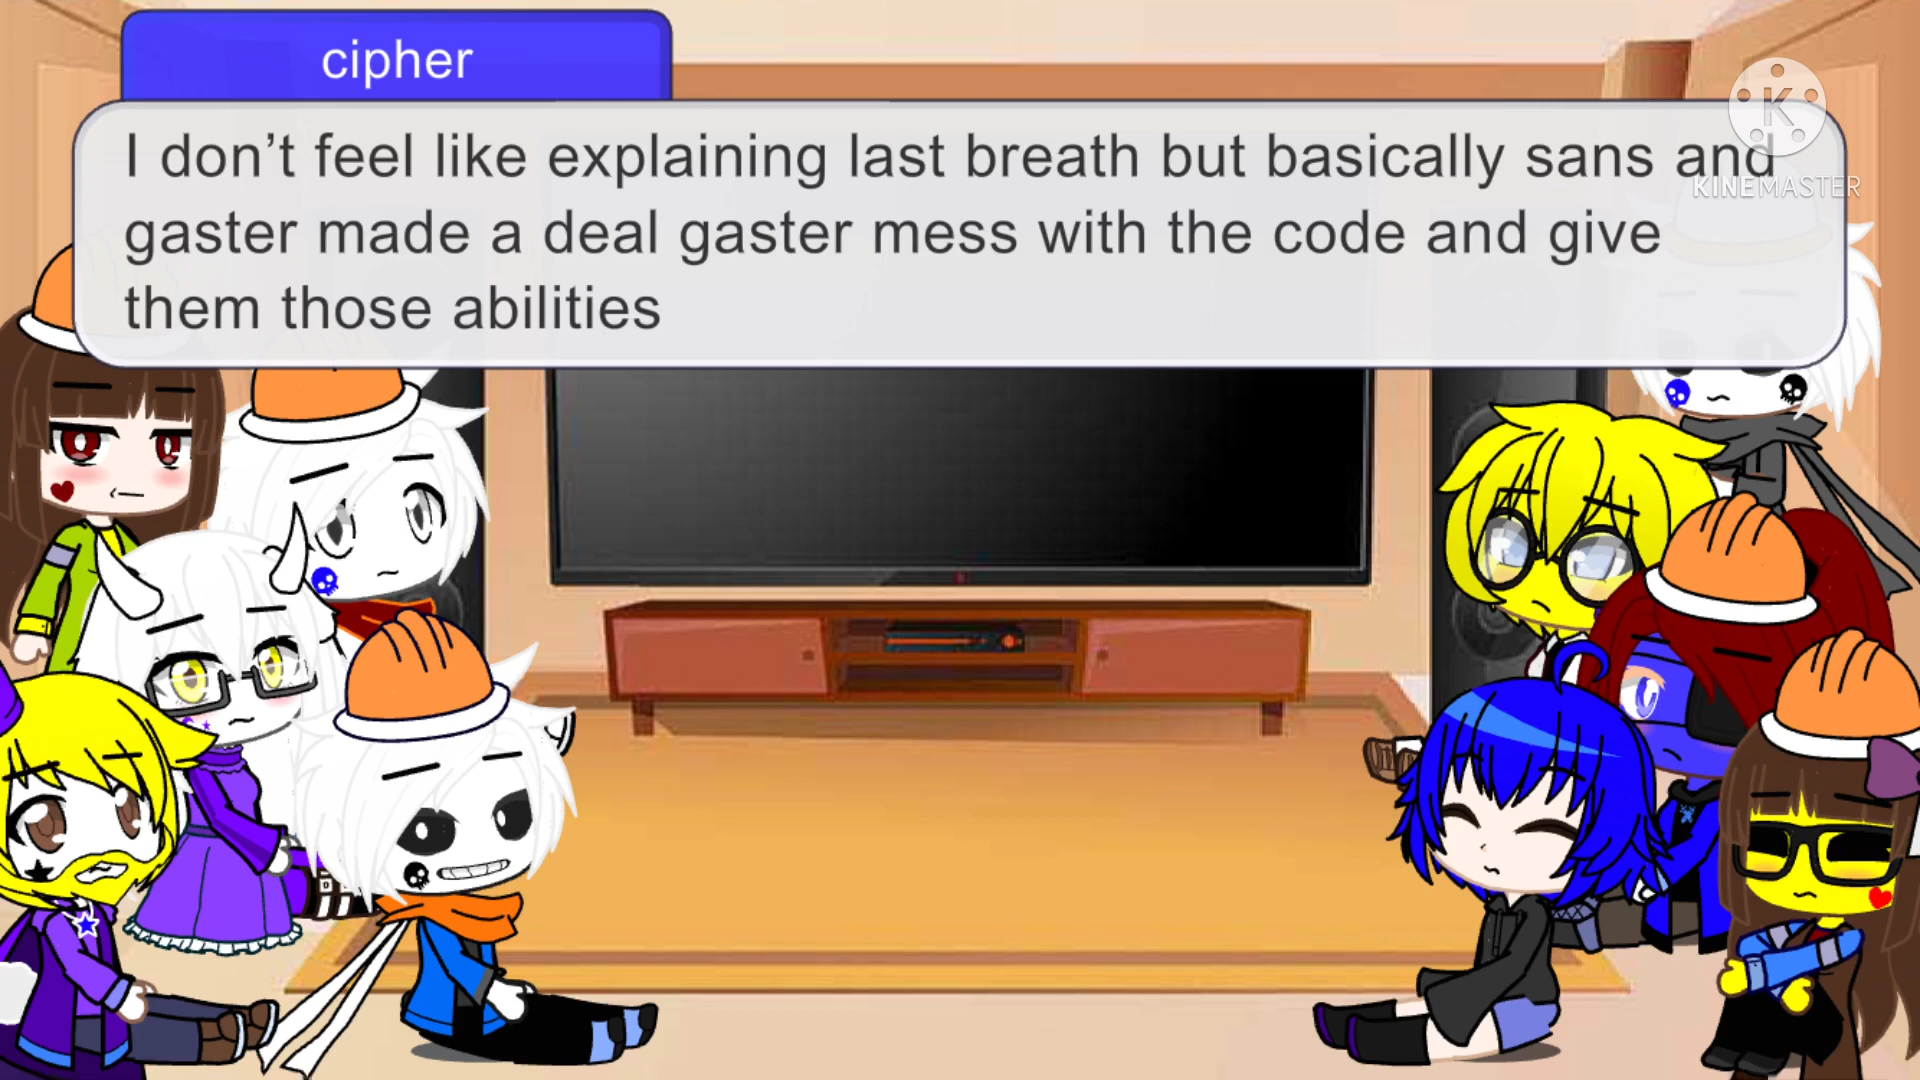 cipher
I don’t feel like explaining last breath but basically sans and
gaster made a deal gaster mess with the code and give
them those abilities
K
KINEMASTER